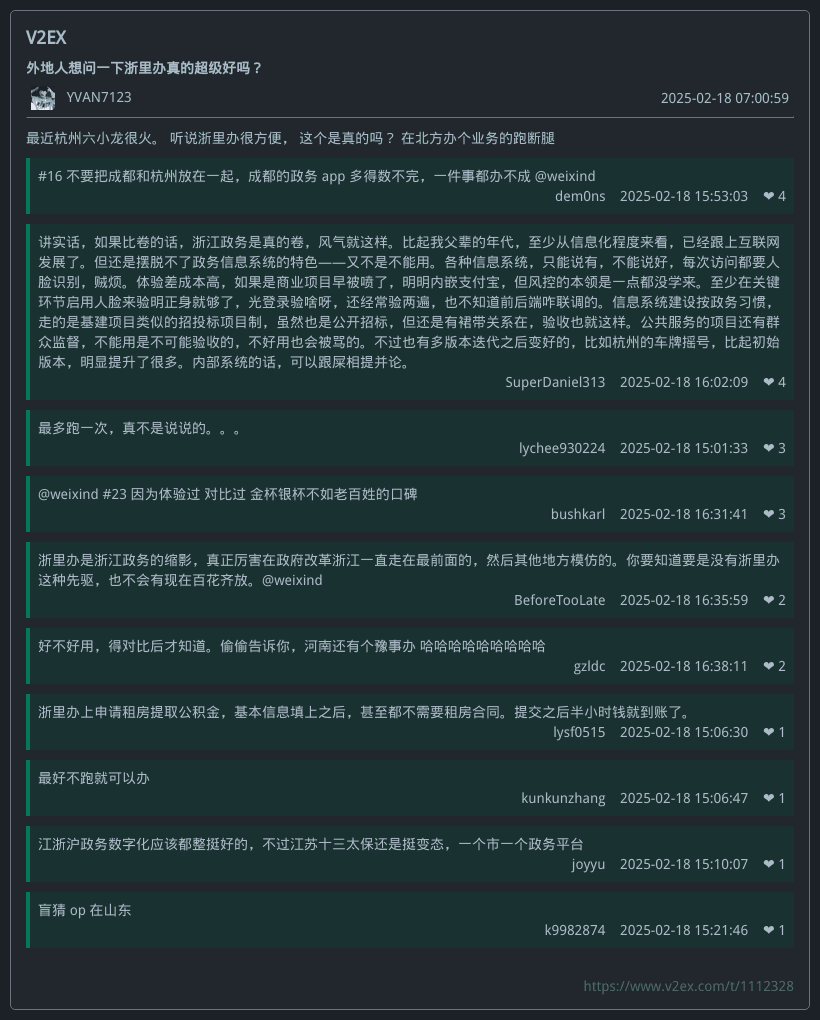 V2EX
外地人想问一下浙里办真的超级好吗？
YVAN7123 2025-02-18 07:00:59
最近杭州六小龙很火。 听说浙里办很方便， 这个是真的吗？ 在北方办个业务的跑断腿
#16 不要把成都和杭州放在一起，成都的政务 app 多得数不完，一件事都办不成 @weixind
dem0ns 2025-02-18 15:53:03 ❤ 4
讲实话，如果比卷的话，浙江政务是真的卷，风气就这样。比起我父辈的年代，至少从信息化程度来看，已经跟上互联网
发展了。但还是摆脱不了政务信息系统的特色——又不是不能用。各种信息系统，只能说有，不能说好，每次访问都要人
脸识别，贼烦。体验差成本高，如果是商业项目早被喷了，明明内嵌支付宝，但风控的本领是一点都没学来。至少在关键
环节启用人脸来验明正身就够了，光登录验啥呀，还经常验两遍，也不知道前后端咋联调的。信息系统建设按政务习惯，
走的是基建项目类似的招投标项目制，虽然也是公开招标，但还是有裙带关系在，验收也就这样。公共服务的项目还有群
众监督，不能用是不可能验收的，不好用也会被骂的。不过也有多版本迭代之后变好的，比如杭州的车牌摇号，比起初始
版本，明显提升了很多。内部系统的话，可以跟屎相提并论。
SuperDaniel313 2025-02-18 16:02:09 ❤ 4
最多跑一次，真不是说说的。。。
lychee930224 2025-02-18 15:01:33 ❤ 3
@weixind #23 因为体验过 对比过 金杯银杯不如老百姓的口碑
bushkarl 2025-02-18 16:31:41 ❤ 3
浙里办是浙江政务的缩影，真正厉害在政府改革浙江一直走在最前面的，然后其他地方模仿的。你要知道要是没有浙里办
这种先驱，也不会有现在百花齐放。@weixind
BeforeTooLate 2025-02-18 16:35:59 ❤ 2
好不好用，得对比后才知道。偷偷告诉你，河南还有个豫事办 哈哈哈哈哈哈哈哈哈
gzldc 2025-02-18 16:38:11 ❤ 2
浙里办上申请租房提取公积金，基本信息填上之后，甚至都不需要租房合同。提交之后半小时钱就到账了。
lysf0515 2025-02-18 15:06:30 ❤ 1
最好不跑就可以办
kunkunzhang 2025-02-18 15:06:47 ❤ 1
江浙沪政务数字化应该都整挺好的，不过江苏十三太保还是挺变态，一个市一个政务平台
joyyu 2025-02-18 15:10:07 ❤ 1
盲猜 op 在山东
k9982874 2025-02-18 15:21:46 ❤ 1
https://www.v2ex.com/t/1112328